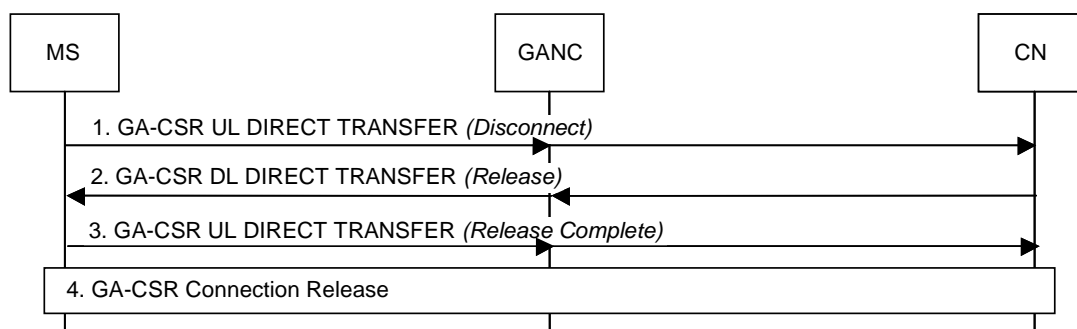 MS
GANC
CN
1. GA-CSR UL DIRECT TRANSFER (Disconnect)
2. GA-CSR DL DIRECT TRANSFER (Release)
3. GA-CSR UL DIRECT TRANSFER (Release Complete)
4. GA-CSR Connection Release